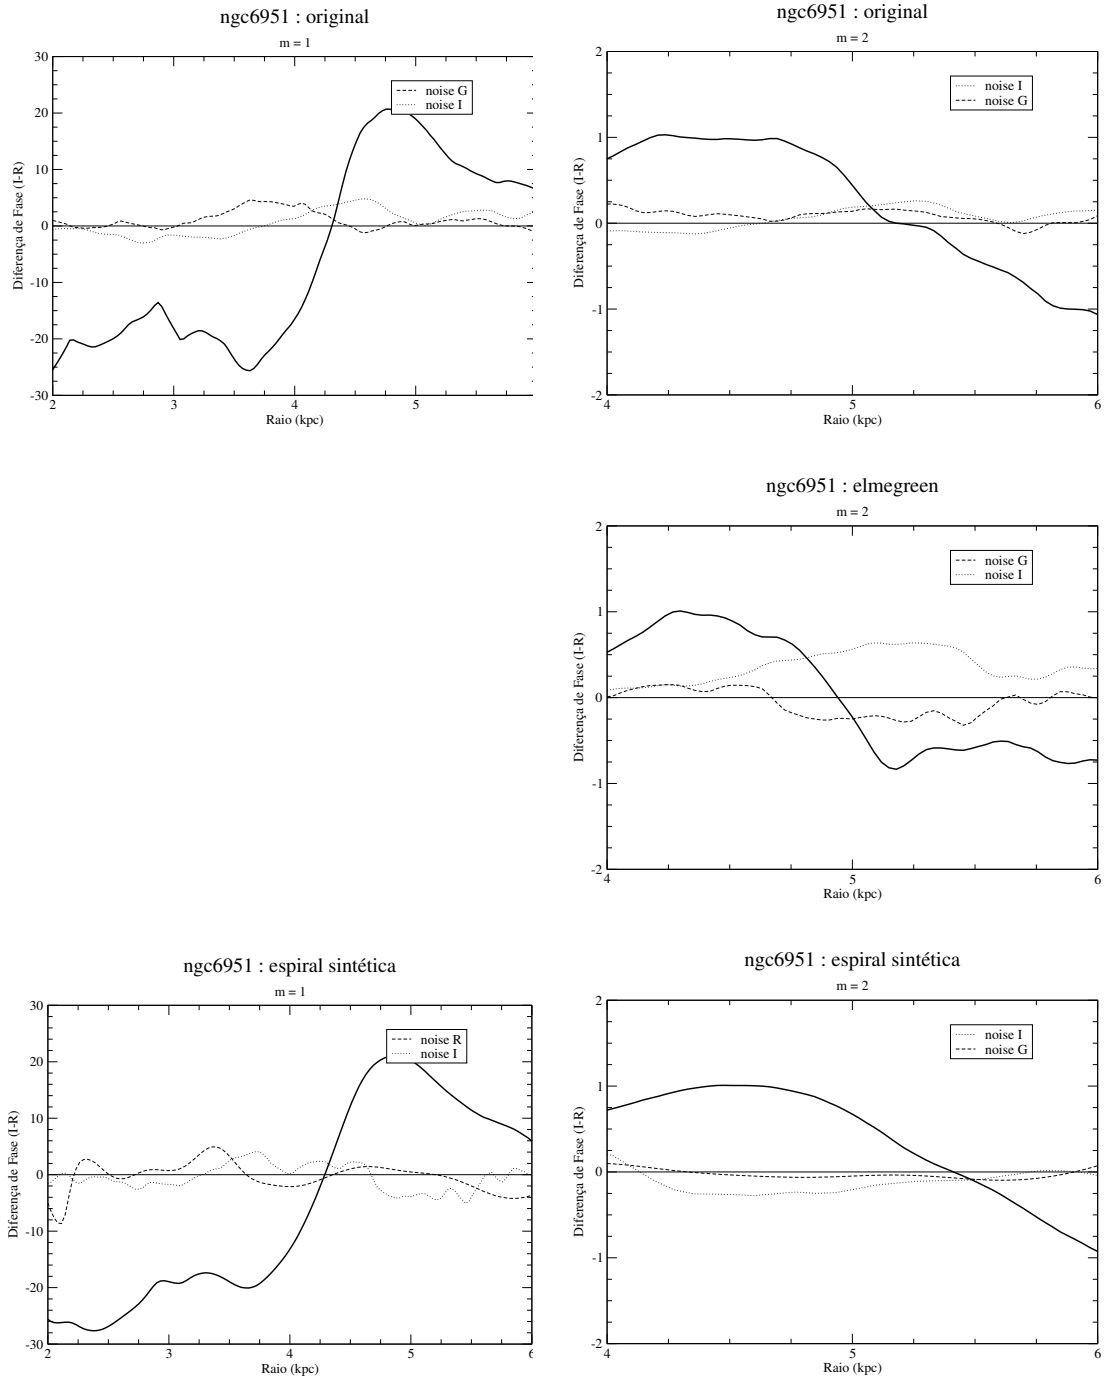 ngc6951 : original
m = 1
30
20
10
0
-10
-20
-30
2
3
4
5
Diferença de Fase (I-R)
Raio (kpc)
noise G
noise I
ngc6951 : original
m = 2
2
1
0
-1
-2
4
5
6
Diferença de Fase (I-R)
Raio (kpc)
noise I
noise G
ngc6951 : elmegreen
m = 2
2
1
0
-1
-2
4
5
6
Diferença de Fase (I-R)
Raio (kpc)
noise G
noise I
ngc6951 : espiral sintética
m = 1
30
20
10
0
-10
-20
-30
2
3
4
5
6
Diferença de Fase (I-R)
Raio (kpc)
noise R
noise I
ngc6951 : espiral sintética
m = 2
2
1
0
-1
-2
4
5
6
Diferença de Fase (I-R)
Raio (kpc)
noise I
noise G